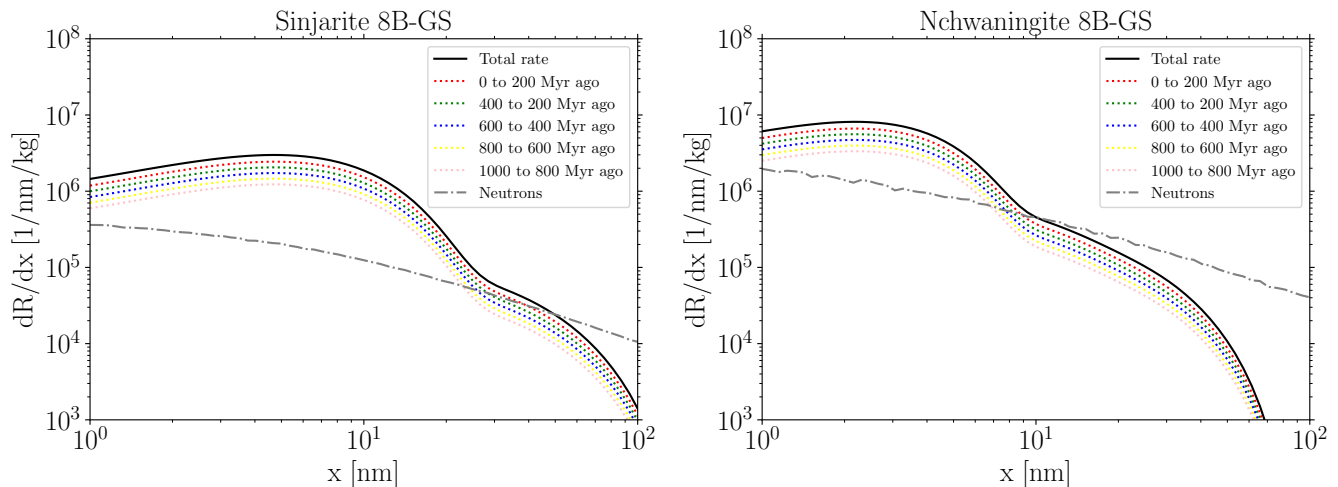 Sinjarite 8B-GS
10^8
10^7
10^6
10^5
10^4
10^3
dR/dx [1/nm/kg]
Total rate
0 to 200 Myr ago
400 to 200 Myr ago
600 to 400 Myr ago
800 to 600 Myr ago
1000 to 800 Myr ago
Neutrons
10^0
10^1
10^2
x [nm]
Nchwaningite 8B-GS
10^8
10^7
10^6
10^5
10^4
10^3
dR/dx [1/nm/kg]
Total rate
0 to 200 Myr ago
400 to 200 Myr ago
600 to 400 Myr ago
800 to 600 Myr ago
1000 to 800 Myr ago
Neutrons
10^0
10^1
10^2
x [nm]